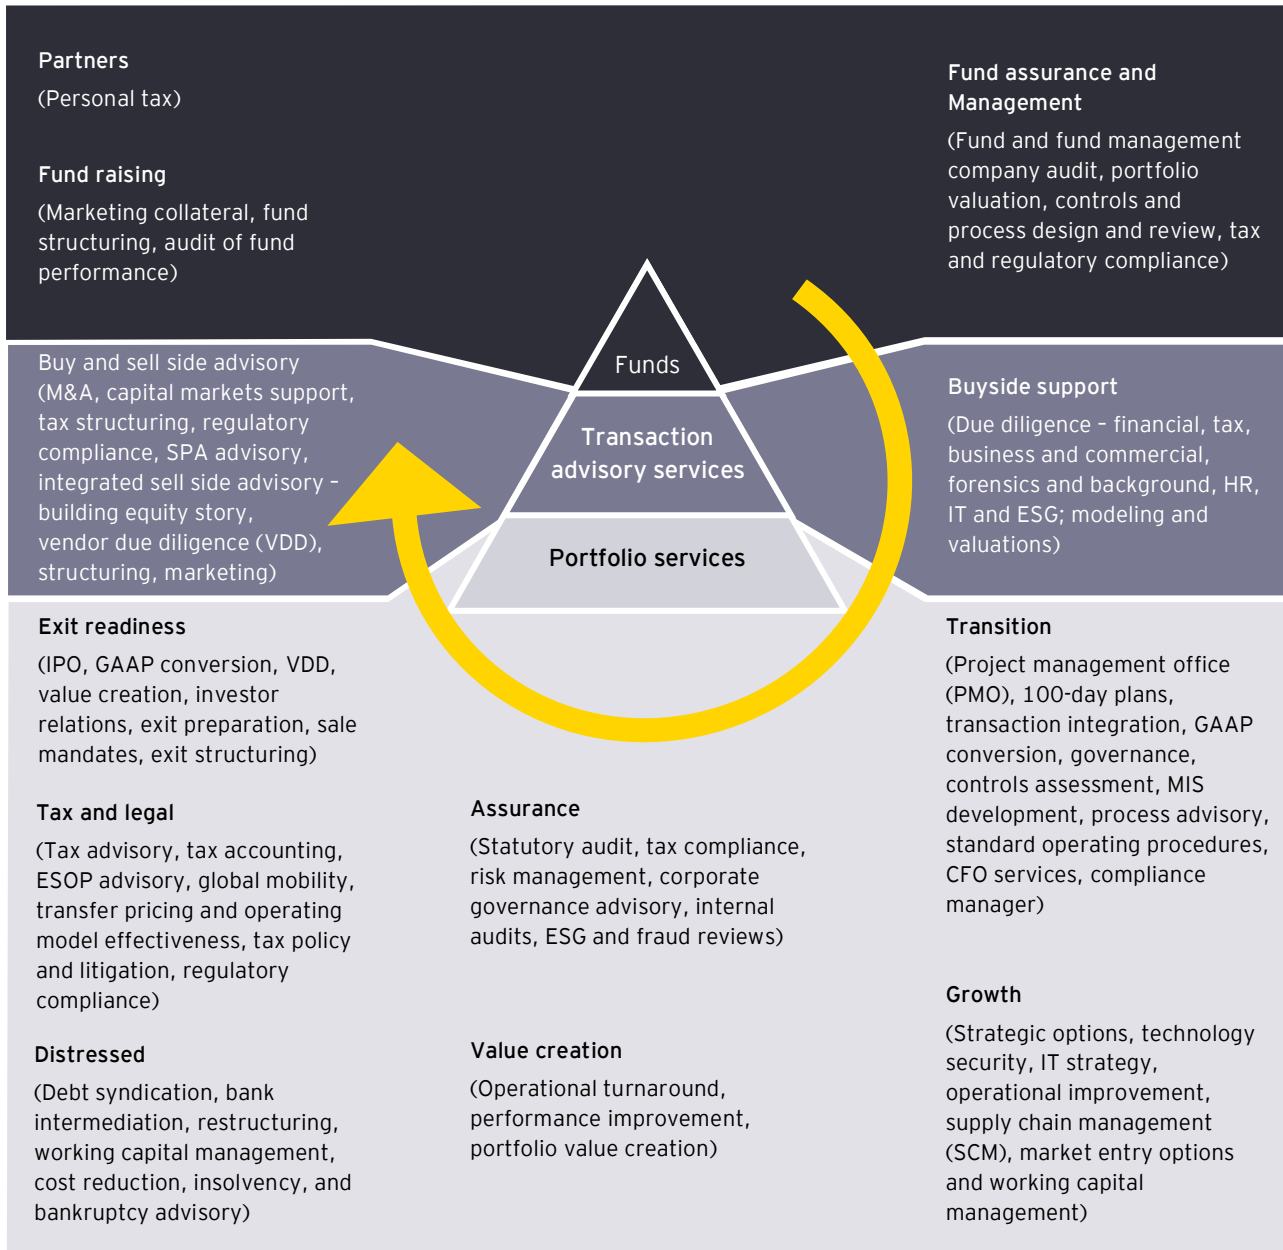 Partners
(Personal tax)
Fund raising
(Marketing collateral, fund
structuring, audit of fund
performance)
Fund assurance and
Management
(Fund and fund management
company audit, portfolio
valuation, controls and
process design and review, tax
and regulatory compliance)
Funds
Buy and sell side advisory
(M&A, capital markets support,
tax structuring, regulatory
compliance, SPA advisory,
integrated sell side advisory –
building equity story,
vendor due diligence (VDD),
structuring, marketing)
Transaction
advisory services
Buyside support
(Due diligence – financial, tax,
business and commercial,
forensics and background, HR,
IT and ESG; modeling and
valuations)
Portfolio services
Exit readiness
(IPO, GAAP conversion, VDD,
value creation, investor
relations, exit preparation, sale
mandates, exit structuring)
Transition
(Project management office
(PMO), 100-day plans,
transaction integration, GAAP
conversion, governance,
controls assessment, MIS
development, process advisory,
standard operating procedures,
CFO services, compliance
manager)
Tax and legal
(Tax advisory, tax accounting,
ESOP advisory, global mobility,
transfer pricing and operating
model effectiveness, tax policy
and litigation, regulatory
compliance)
Assurance
(Statutory audit, tax compliance,
risk management, corporate
governance advisory, internal
audits, ESG and fraud reviews)
Growth
(Strategic options, technology
security, IT strategy,
operational improvement,
supply chain management
(SCM), market entry options
and working capital
management)
Distressed
(Debt syndication, bank
intermediation, restructuring,
working capital management,
cost reduction, insolvency, and
bankruptcy advisory)
Value creation
(Operational turnaround,
performance improvement,
portfolio value creation)